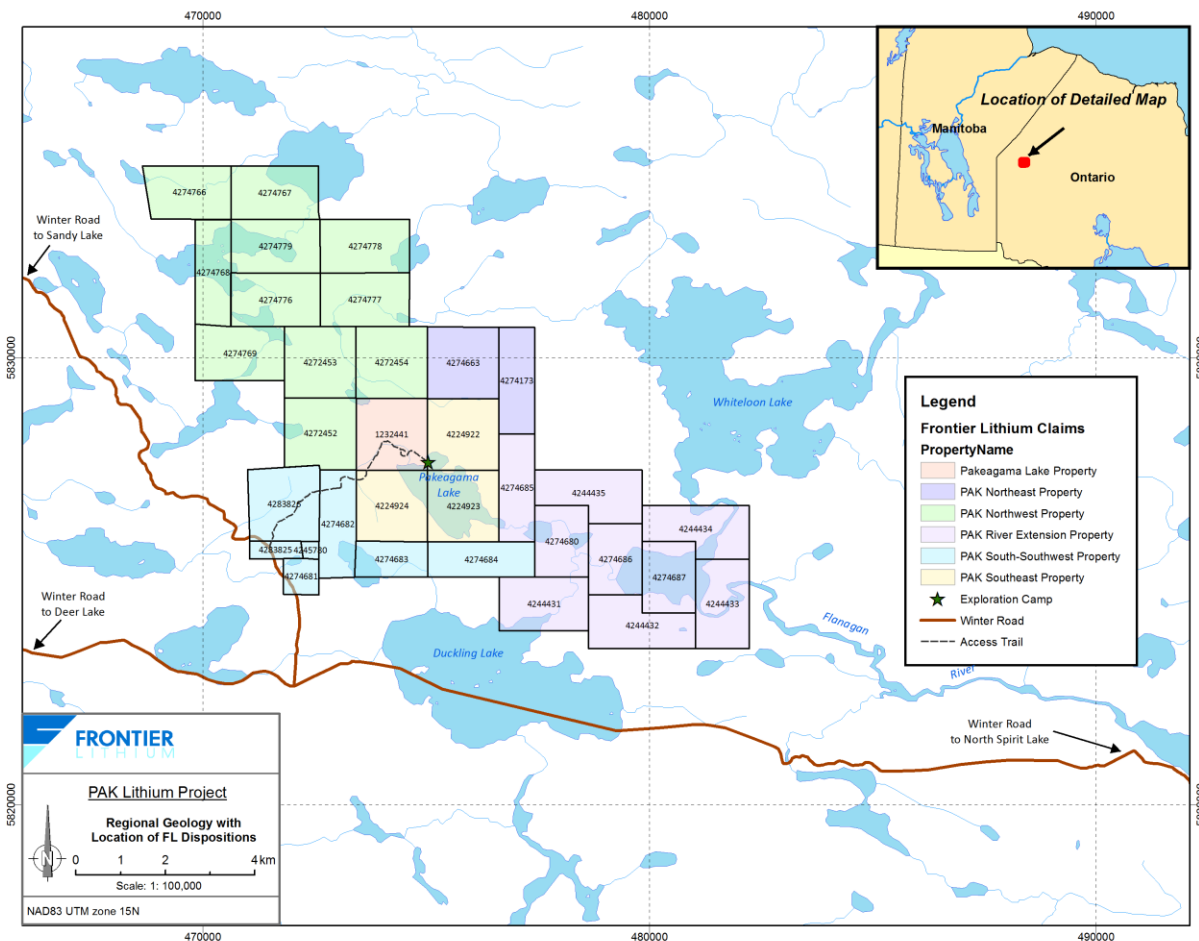 470000
480000
490000
Location of Detailed Map
Manitoba
Ontario
4274766
4274767
Winter Road
to Sandy Lake
4274779
4274778
4274768
4274776
4274777
5830000
5830000
4274769
4272453
4272454
4274663
4274173
Whiteloon Lake
4272452
1232441
4224922
Pakeagama
Lake
4274685
4244435
4274682
4224924
4224923
4244434
4274680
4283825
4274683
4274684
4274686
4274681
4274687
4244431
4244433
4244432
Winter Road
to Deer Lake
Duckling Lake
Flanagan
River
Legend
Frontier Lithium Claims
PropertyName
Pakeagama Lake Property
PAK Northeast Property
PAK Northwest Property
PAK River Extension Property
PAK South-Southwest Property
PAK Southeast Property
Exploration Camp
Winter Road
Access Trail
Winter Road
to North Spirit Lake
FRONTIER
LITHIUM
PAK Lithium Project
Regional Geology with
Location of FL Dispositions
N
0 1 2 4 km
Scale: 1: 100,000
NAD83 UTM zone 15N
5820000
5820000
470000
480000
490000